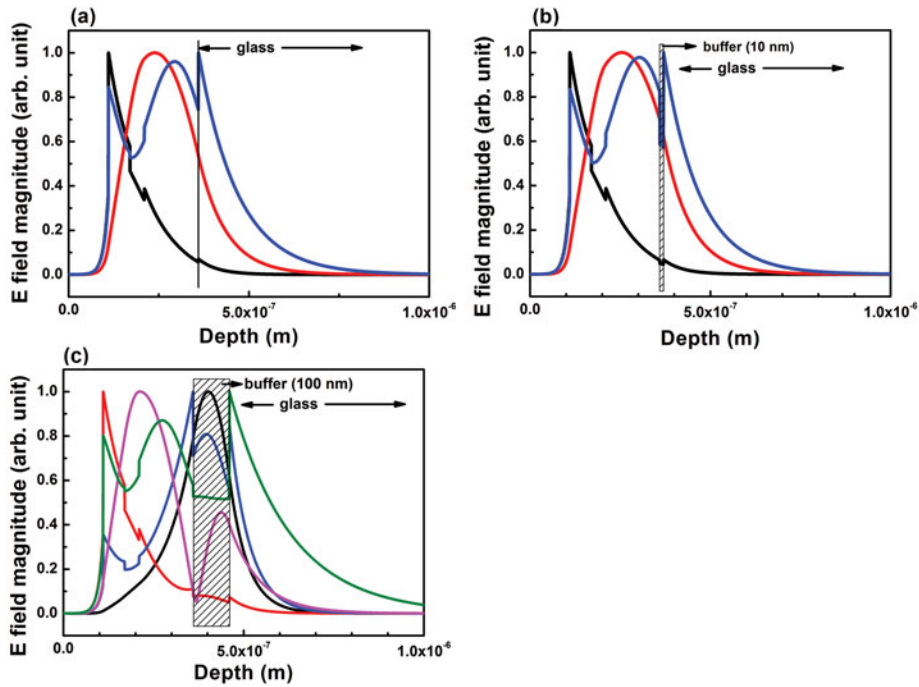 (a)
glass
E field magnitude (arb. unit)
1.0
0.8
0.6
0.4
0.2
0.0
0.0
5.0x10⁻⁷
1.0x10⁻⁶
Depth (m)
(b)
buffer (10 nm)
glass
E field magnitude (arb. unit)
1.0
0.8
0.6
0.4
0.2
0.0
0.0
5.0x10⁻⁷
1.0x10⁻⁶
Depth (m)
(c)
buffer (100 nm)
glass
E field magnitude (arb. unit)
1.0
0.8
0.6
0.4
0.2
0.0
0.0
5.0x10⁻⁷
1.0x10⁻⁶
Depth (m)